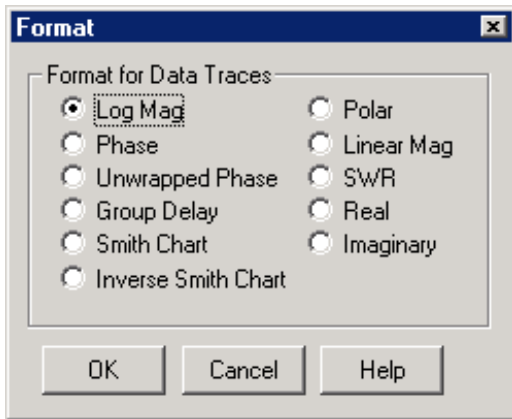 Format
Format for Data Traces
Log Mag
Phase
Unwrapped Phase
Group Delay
Smith Chart
Inverse Smith Chart
Polar
Linear Mag
SWR
Real
Imaginary
OK
Cancel
Help